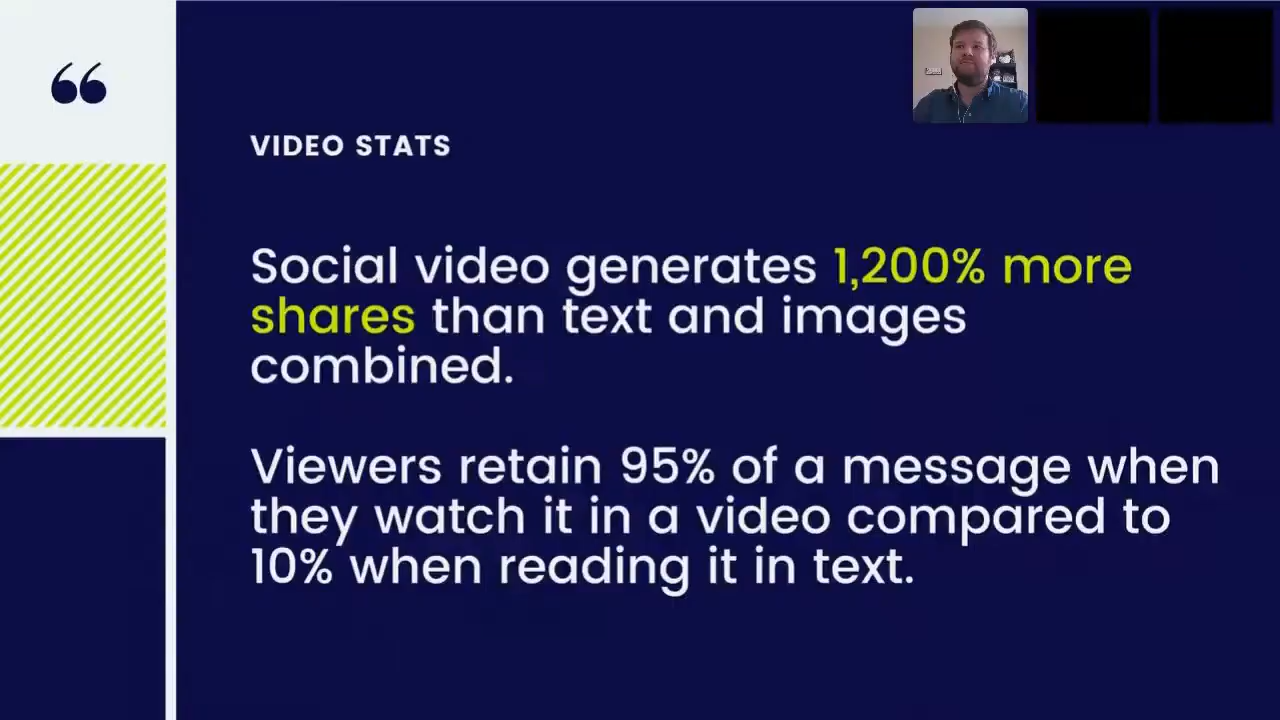 “
VIDEO STATS
Social video generates 1,200% more
shares than text and images
combined.
Viewers retain 95% of a message when
they watch it in a video compared to
10% when reading it in text.